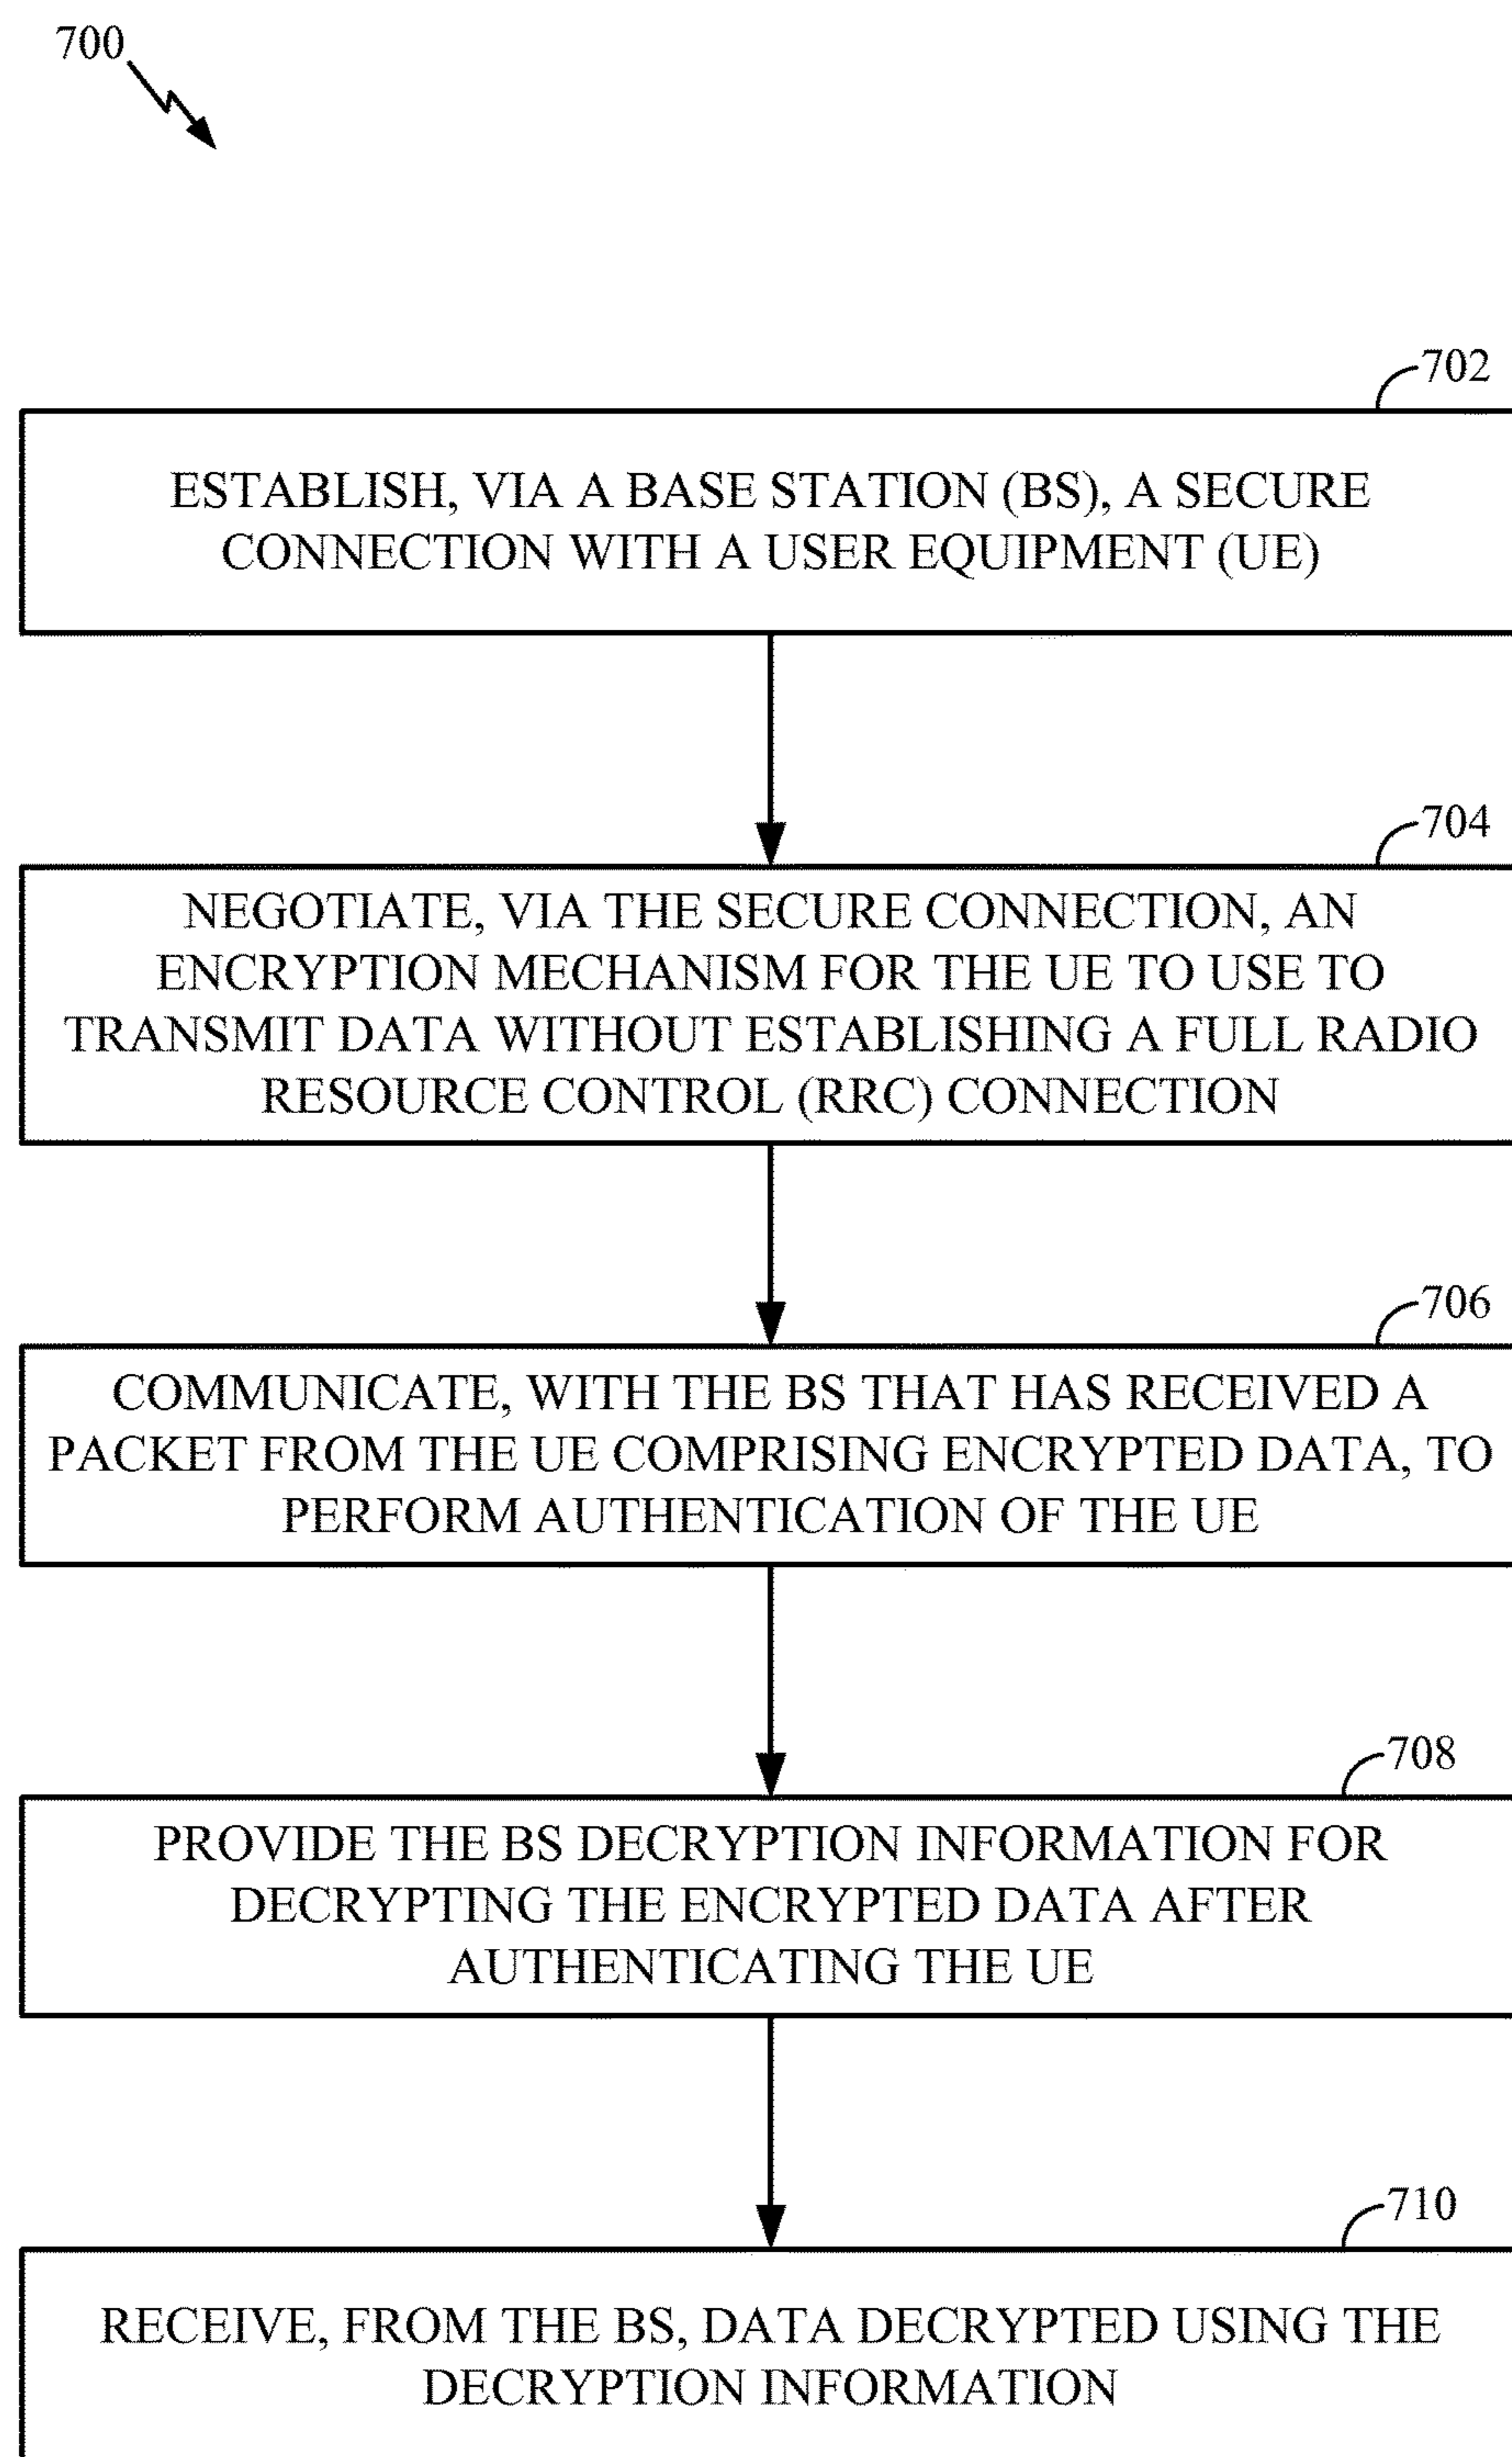 700
702
ESTABLISH, VIA A BASE STATION (BS), A SECURE
CONNECTION WITH A USER EQUIPMENT (UE)
704
NEGOTIATE, VIA THE SECURE CONNECTION, AN
ENCRYPTION MECHANISM FOR THE UE TO USE TO
TRANSMIT DATA WITHOUT ESTABLISHING A FULL RADIO
RESOURCE CONTROL (RRC) CONNECTION
706
COMMUNICATE, WITH THE BS THAT HAS RECEIVED A
PACKET FROM THE UE COMPRISING ENCRYPTED DATA, TO
PERFORM AUTHENTICATION OF THE UE
708
PROVIDE THE BS DECRYPTION INFORMATION FOR
DECRYPTING THE ENCRYPTED DATA AFTER
AUTHENTICATING THE UE
710
RECEIVE, FROM THE BS, DATA DECRYPTED USING THE
DECRYPTION INFORMATION